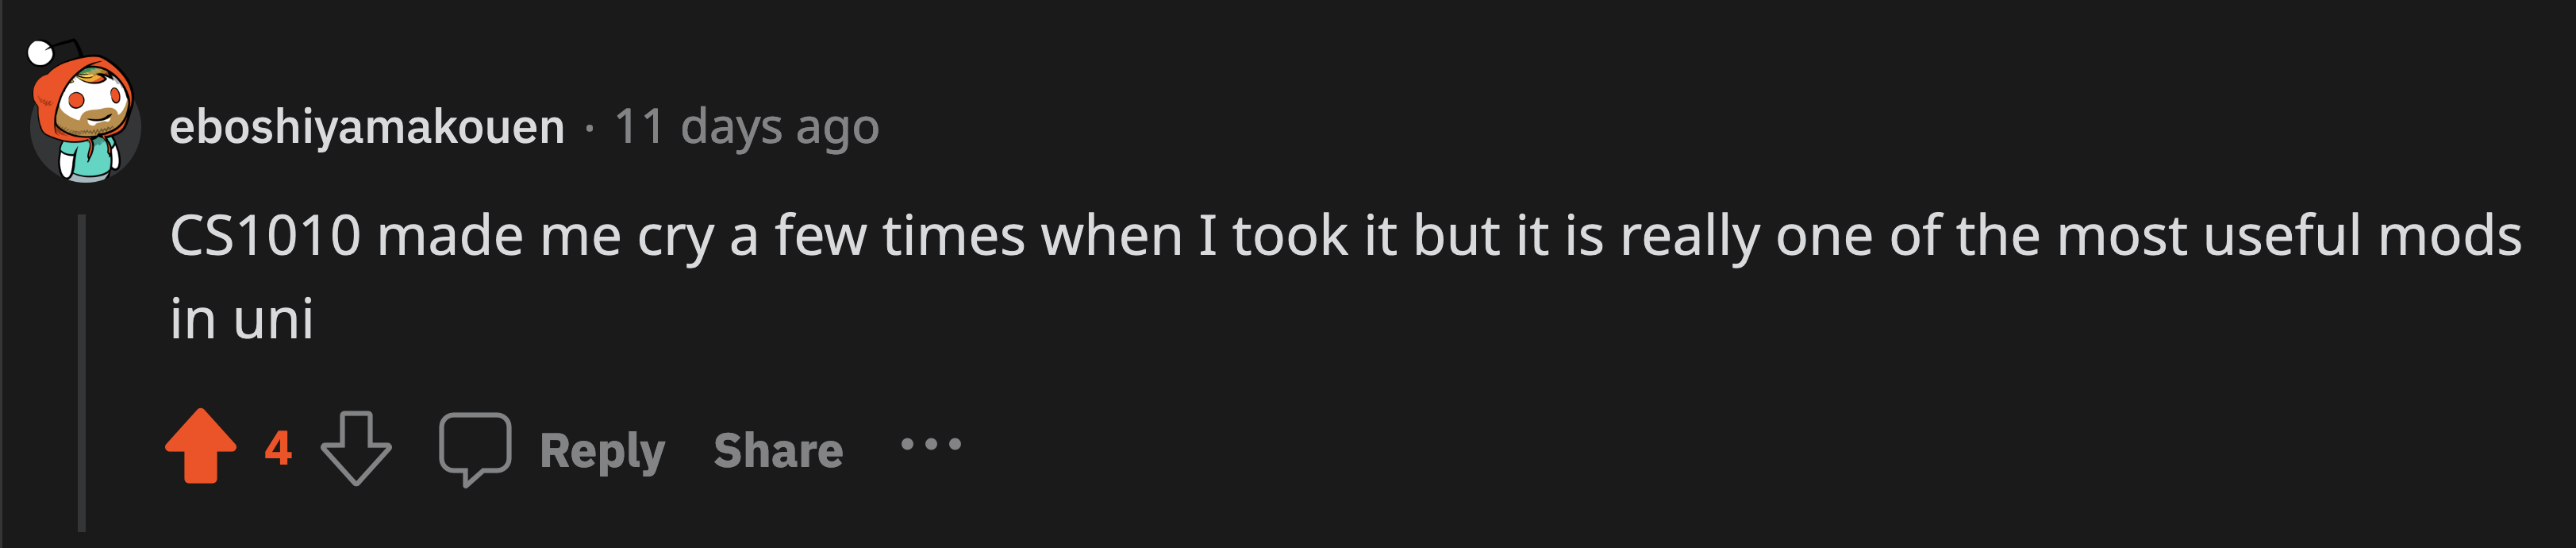 eboshiyamakouen · 11 days ago
CS1010 made me cry a few times when I took it but it is really one of the most useful mods
in uni
4 Reply Share ···